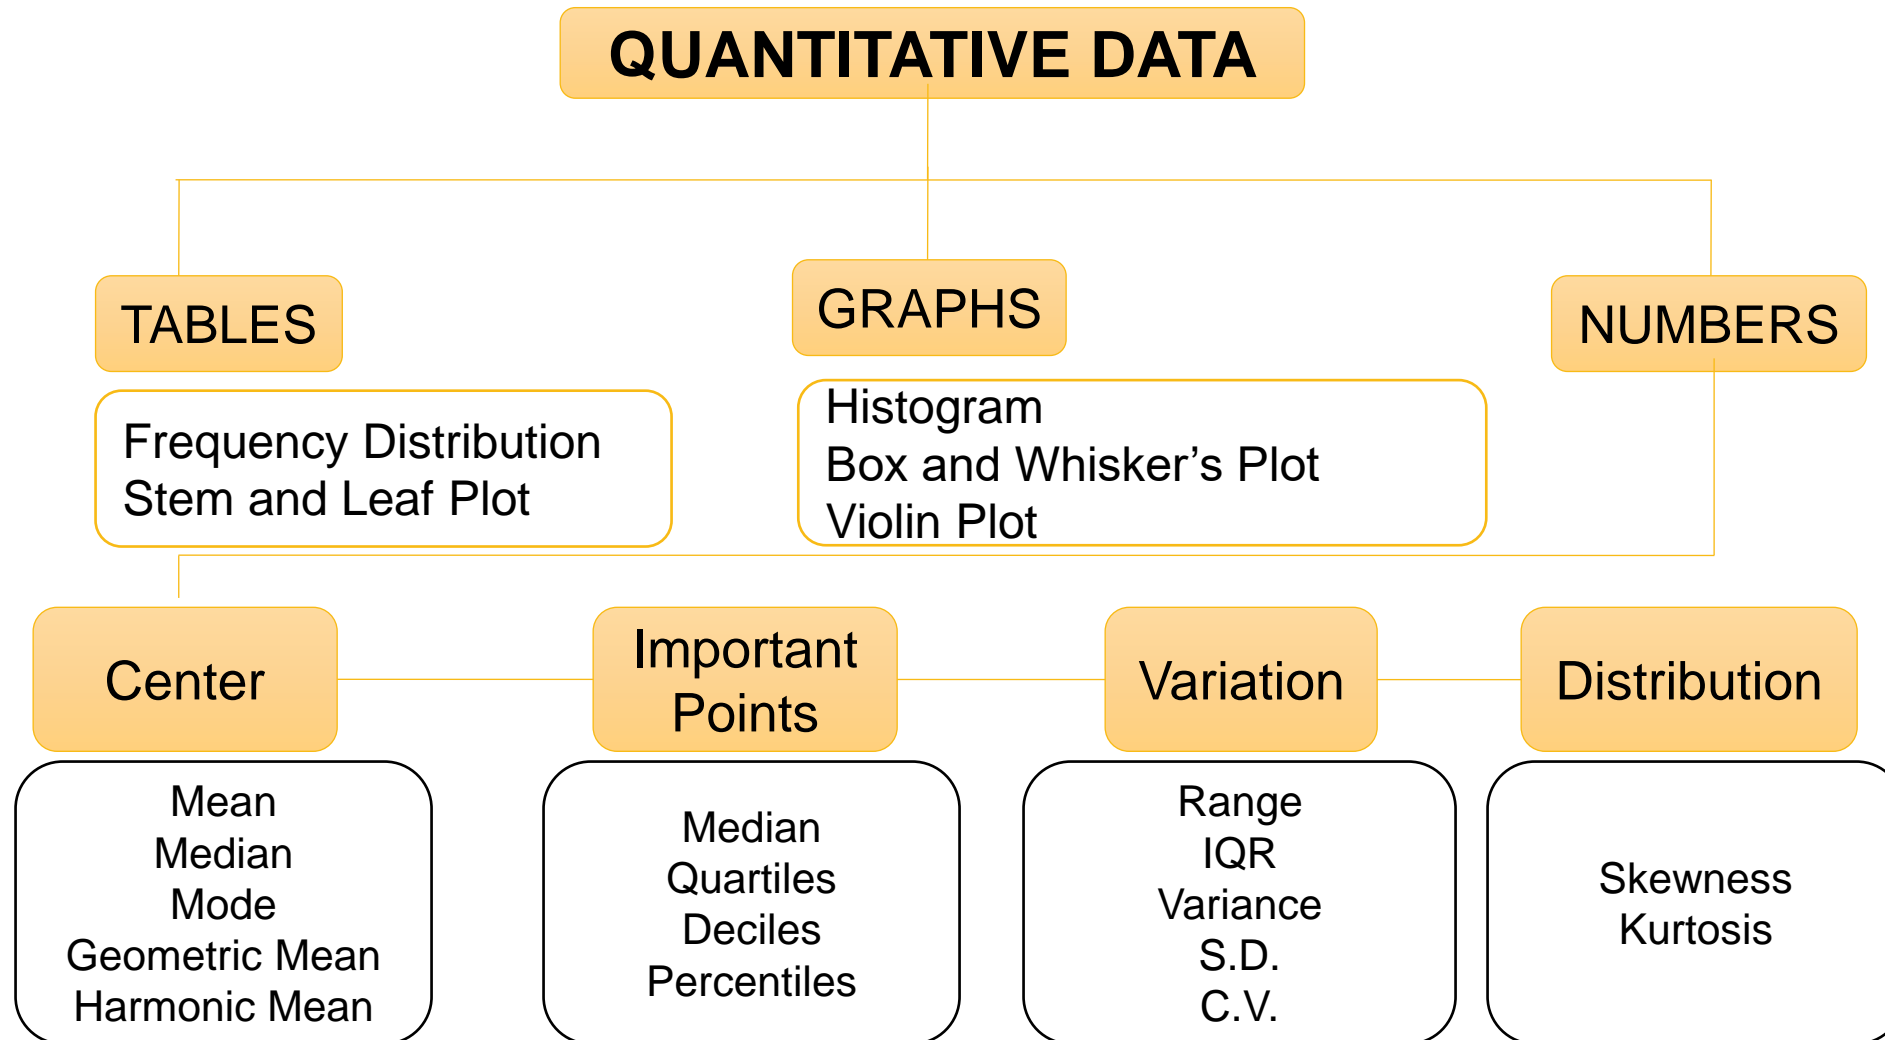 QUANTITATIVE DATA
TABLES
GRAPHS
NUMBERS
Frequency Distribution
Stem and Leaf Plot
Histogram
Box and Whisker’s Plot
Violin Plot
Center
Important
Points
Variation
Distribution
Mean
Median
Mode
Geometric Mean
Harmonic Mean
Median
Quartiles
Deciles
Percentiles
Range
IQR
Variance
S.D.
C.V.
Skewness
Kurtosis